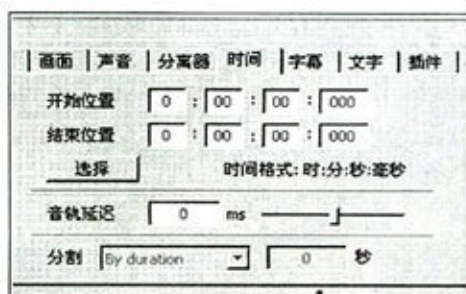 画面 声音 分离器 时间 字幕 文字 插件
开始位置 0 : 00 : 00 : 000
结束位置 0 : 00 : 00 : 000
选择 时间格式:时:分:秒:毫秒
音轨延迟 0 ms
分割 By duration 0 秒